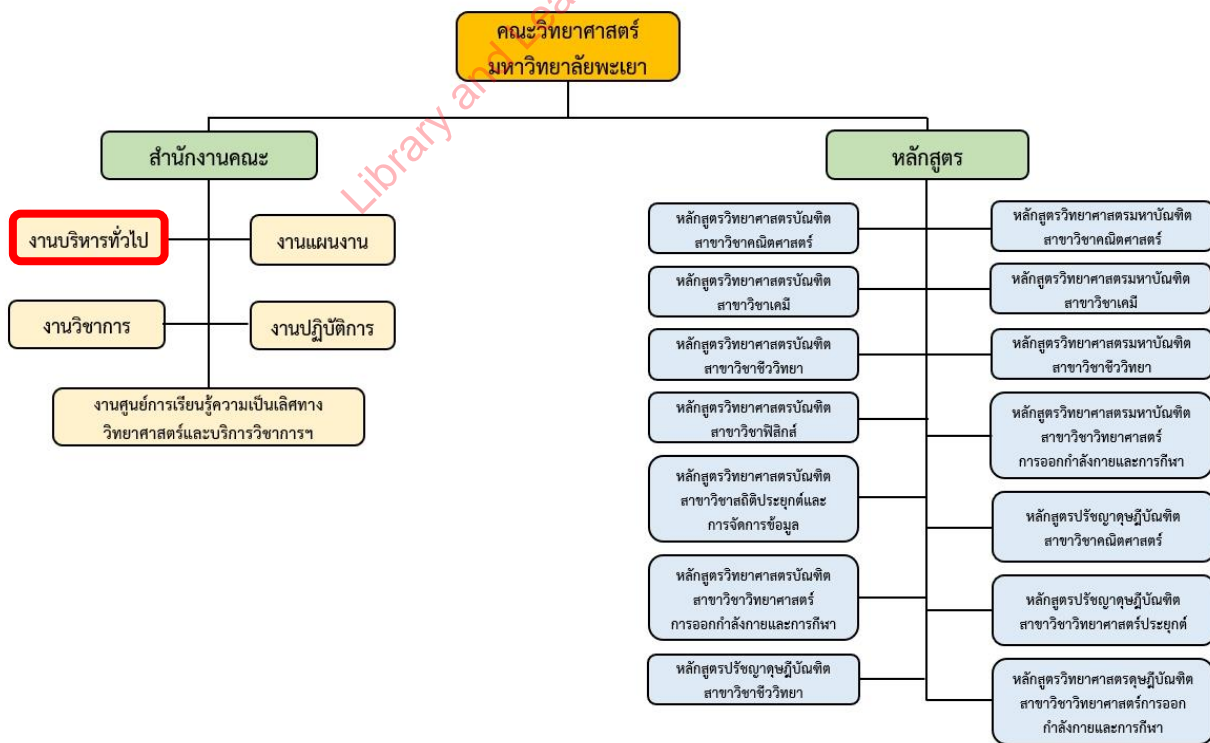 คณะวิทยาศาสตร์
มหาวิทยาลัยพะเยา
Library and Lea
สำนักงานคณะ
หลักสูตร
งานบริหารทั่วไป
งานแผนงาน
งานวิชาการ
งานปฏิบัติการ
งานศูนย์การเรียนรู้ความเป็นเลิศทาง
วิทยาศาสตร์และบริการวิชาการฯ
หลักสูตรวิทยาศาสตรบัณฑิต
สาขาวิชาคณิตศาสตร์
หลักสูตรวิทยาศาสตรมหาบัณฑิต
สาขาวิชาคณิตศาสตร์
หลักสูตรวิทยาศาสตรบัณฑิต
สาขาวิชาเคมี
หลักสูตรวิทยาศาสตรมหาบัณฑิต
สาขาวิชาเคมี
หลักสูตรวิทยาศาสตรบัณฑิต
สาขาวิชาชีววิทยา
หลักสูตรวิทยาศาสตรมหาบัณฑิต
สาขาวิชาชีววิทยา
หลักสูตรวิทยาศาสตรบัณฑิต
สาขาวิชาฟิสิกส์
หลักสูตรวิทยาศาสตรมหาบัณฑิต
สาขาวิชาวิทยาศาสตร์
การออกกำลังกายและการกีฬา
หลักสูตรวิทยาศาสตรบัณฑิต
สาขาวิชาสถิติประยุกต์และ
การจัดการข้อมูล
หลักสูตรปรัชญาดุษฎีบัณฑิต
สาขาวิชาคณิตศาสตร์
หลักสูตรวิทยาศาสตรบัณฑิต
สาขาวิชาวิทยาศาสตร์
การออกกำลังกายและการกีฬา
หลักสูตรปรัชญาดุษฎีบัณฑิต
สาขาวิชาวิทยาศาสตร์ประยุกต์
หลักสูตรปรัชญาดุษฎีบัณฑิต
สาขาวิชาชีววิทยา
หลักสูตรวิทยาศาสตรดุษฎีบัณฑิต
สาขาวิชาวิทยาศาสตร์การออก
กำลังกายและการกีฬา